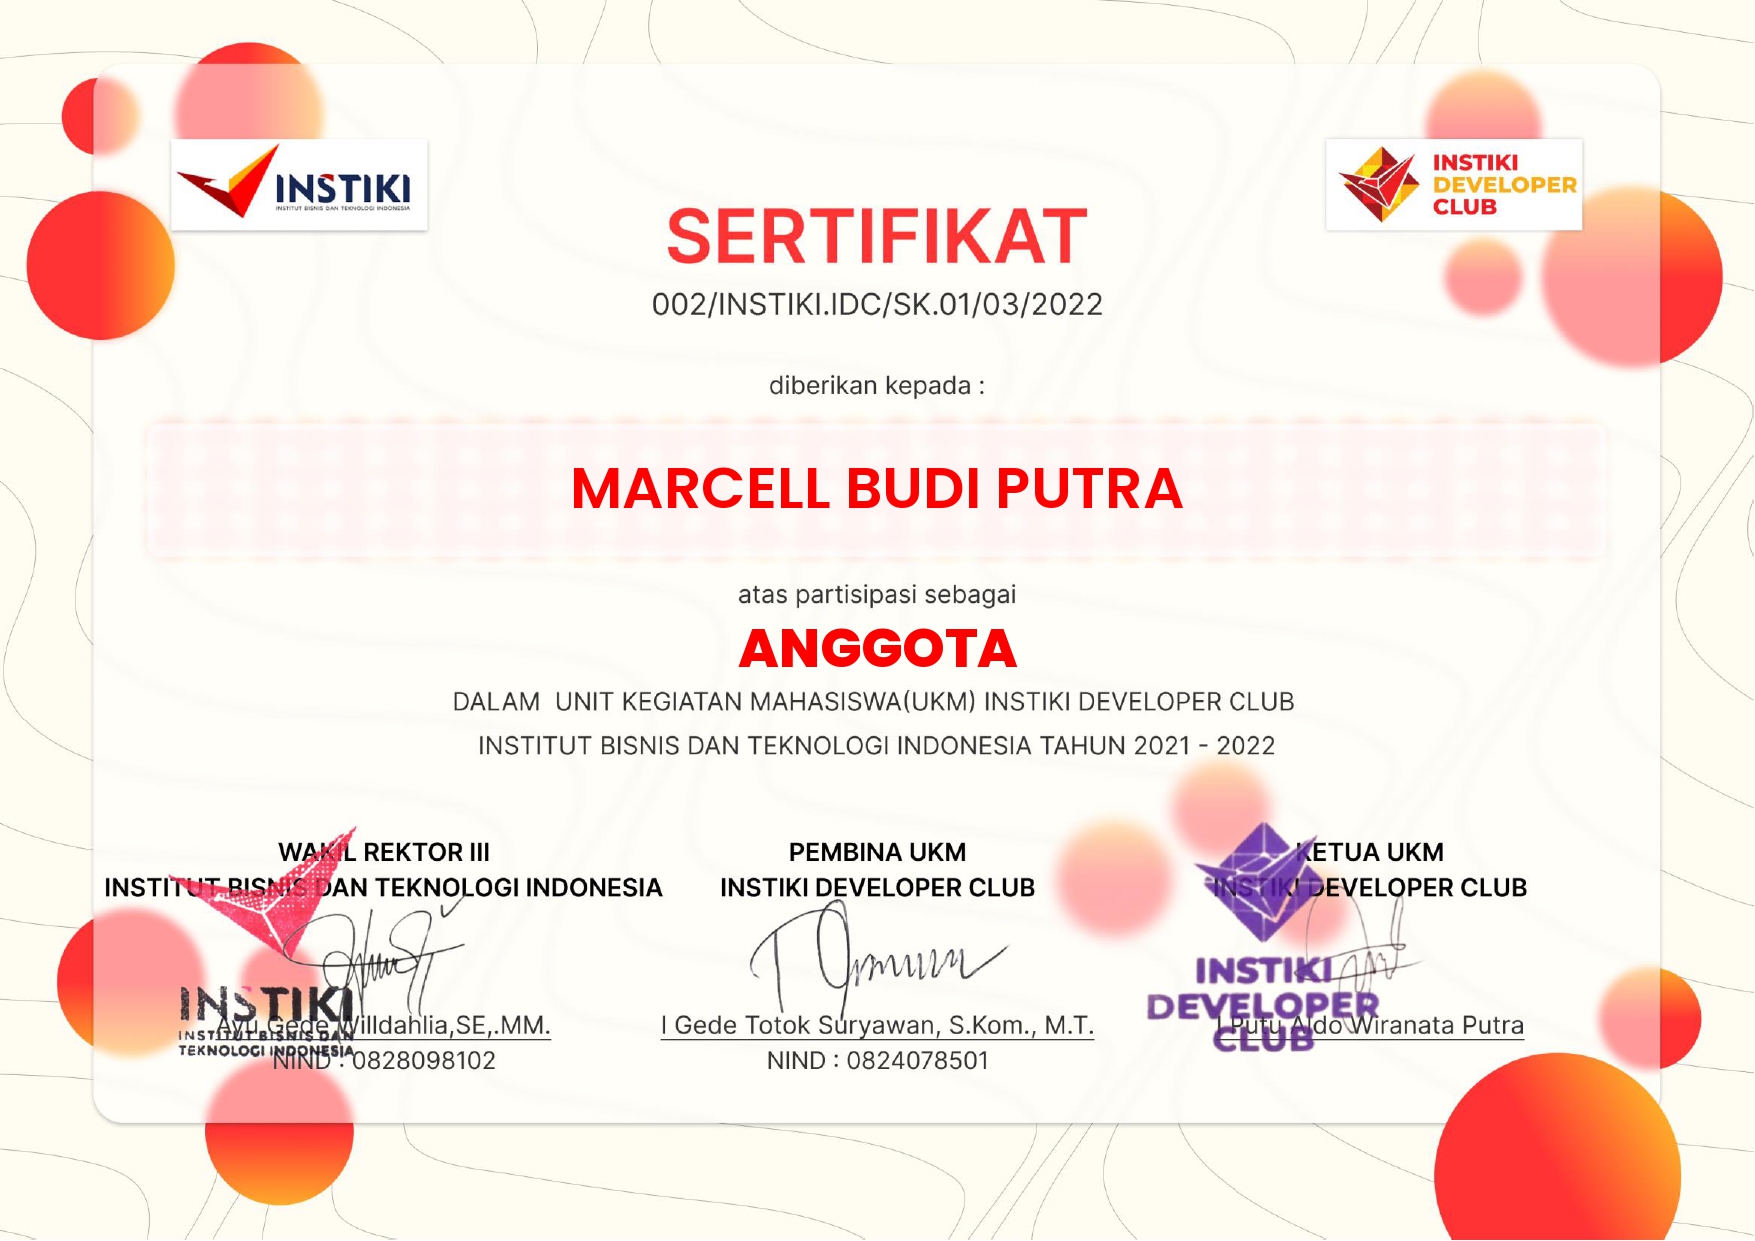 INSTIKI
INSTITUT BISNIS DAN TEKNOLOGI INDONESIA
INSTIKI
DEVELOPER
CLUB
SERTIFIKAT
002/INSTIKI.IDC/SK.01/03/2022
diberikan kepada :
MARCELL BUDI PUTRA
atas partisipasi sebagai
ANGGOTA
DALAM  UNIT KEGIATAN MAHASISWA(UKM) INSTIKI DEVELOPER CLUB
INSTITUT BISNIS DAN TEKNOLOGI INDONESIA TAHUN 2021 - 2022
WAKIL REKTOR III
INSTITUT BISNIS DAN TEKNOLOGI INDONESIA
INSTIKI
INSTITUT BISNIS DAN
TEKNOLOGI INDONESIA
Ayu Gede Willdahlia,SE,.MM.
NIND : 0828098102
PEMBINA UKM
INSTIKI DEVELOPER CLUB
I Gede Totok Suryawan, S.Kom., M.T.
NIND : 0824078501
KETUA UKM
INSTIKI DEVELOPER CLUB
INSTIKI
DEVELOPER
CLUB
I Putu Aldo Wiranata Putra